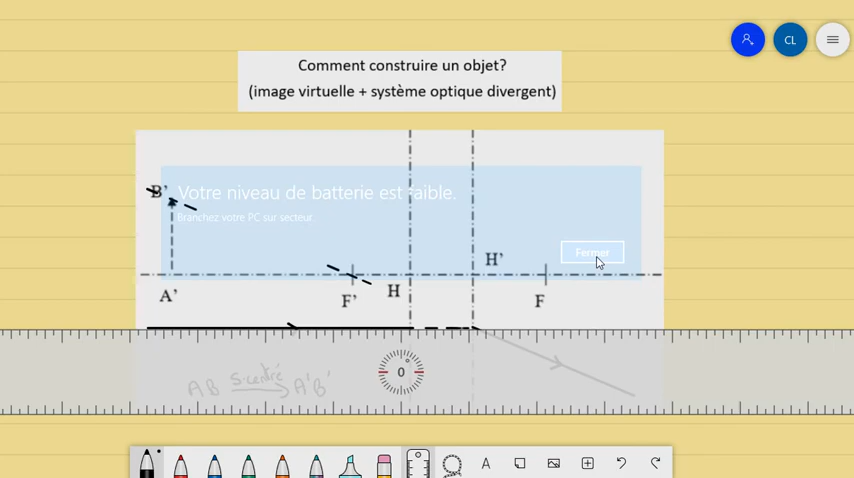 CL
Comment construire un objet?
(image virtuelle + système optique divergent)
B'
Votre niveau de batterie est faible.
Branchez votre PC sur secteur.
Fermer
H'
A'
F'
H
F
0°
AB s.centré A'B'
A